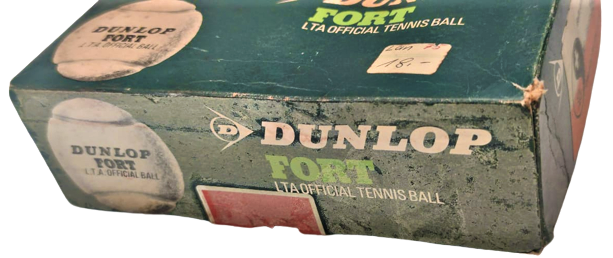 DUNLOP
FORT
LTA OFFICIAL BALL
DUNLOP
FORT
LTA OFFICIAL TENNIS BALL
18.-
DUNLOP
FORT
L.T.A. OFFICIAL BALL
D DUNLOP
FORT
LTA OFFICIAL TENNIS BALL